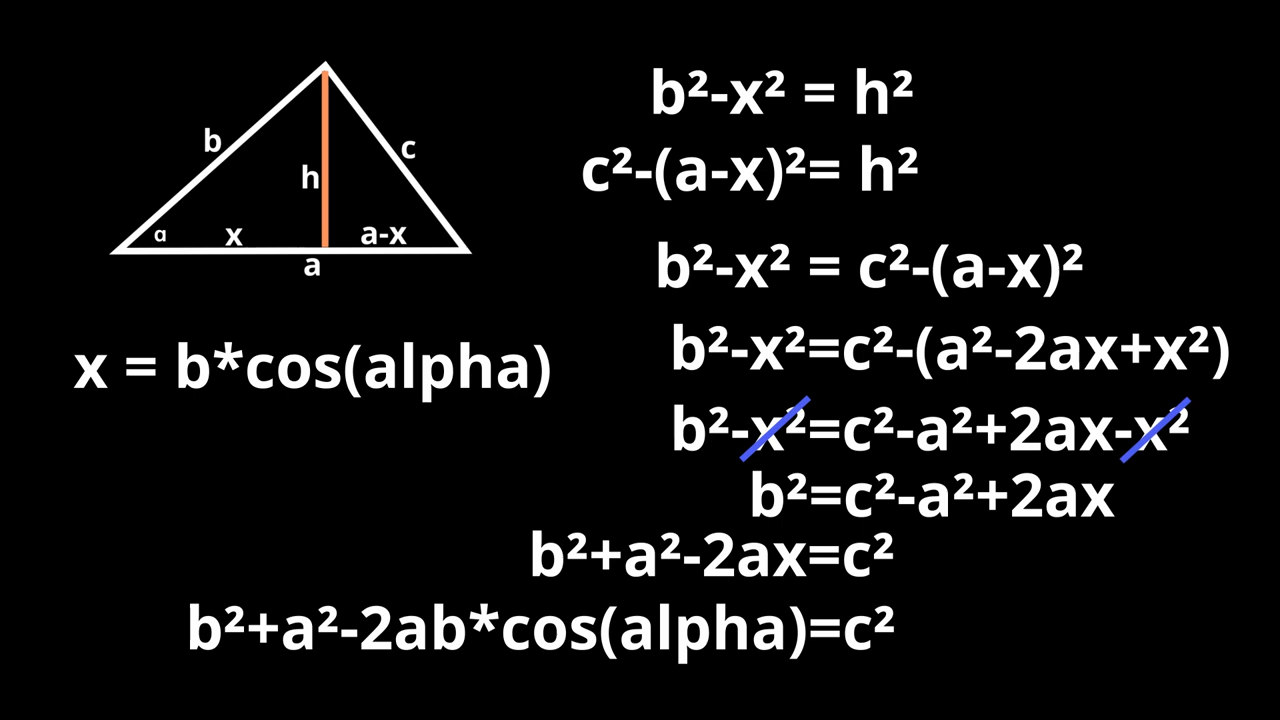 b
c
h
α
x
a-x
a
x = b*cos(alpha)
b²-x² = h²
c²-(a-x)²= h²
b²-x² = c²-(a-x)²
b²-x²=c²-(a²-2ax+x²)
b²-x²=c²-a²+2ax-x²
b²=c²-a²+2ax
b²+a²-2ax=c²
b²+a²-2ab*cos(alpha)=c²